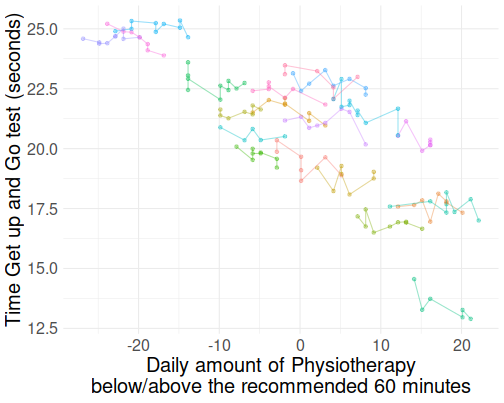 Time Get up and Go test (seconds)
25.0
22.5
20.0
17.5
15.0
12.5
-20 -10 0 10 20
Daily amount of Physiotherapy
below/above the recommended 60 minutes